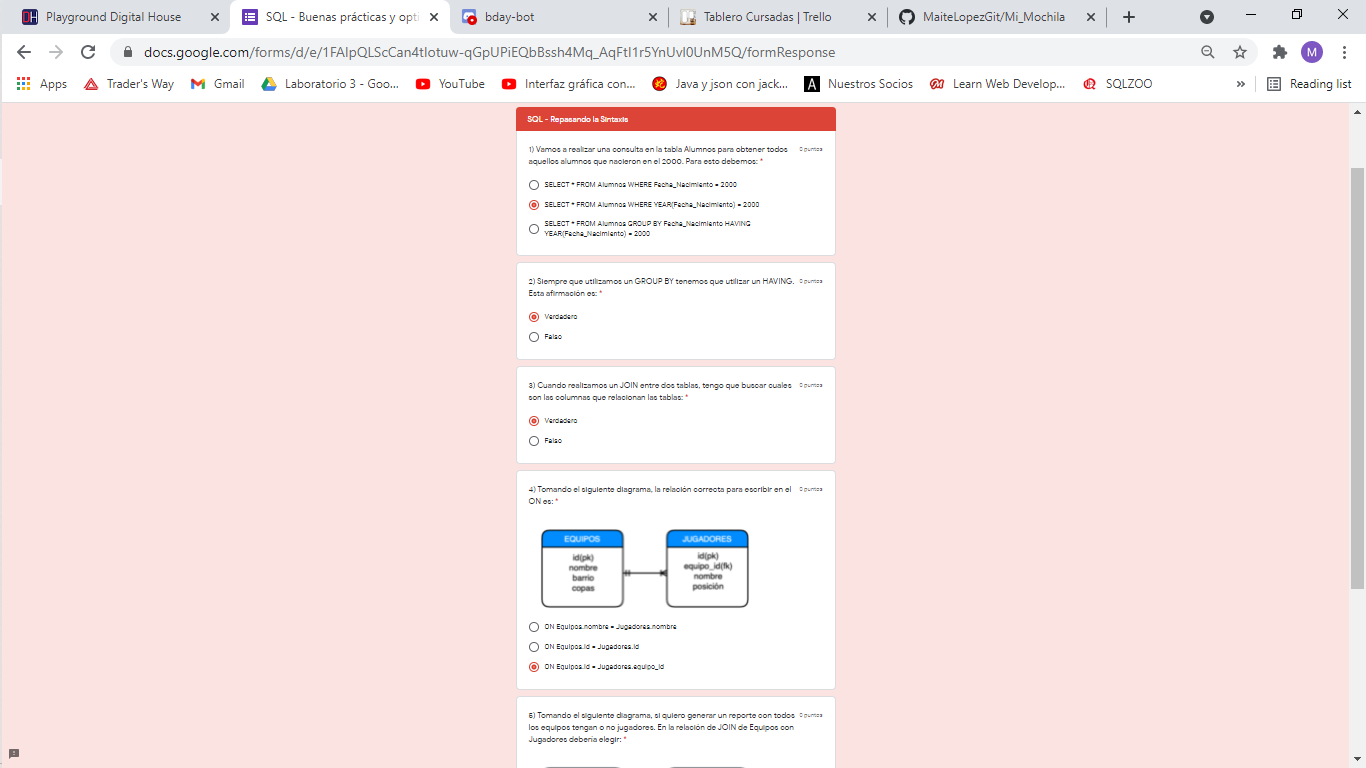 Playground Digital House
SQL - Buenas prácticas y opti
bday-bot
Tablero Cursadas | Trello
MaiteLopezGit/Mi_Mochila
docs.google.com/forms/d/e/1FAIpQLScCan4tIotuw-qGpUPiEQbBssh4Mq_AqFtI1r5YnUvl0UnM5Q/formResponse
M
Apps
Trader's Way
Gmail
Laboratorio 3 - Goo...
YouTube
Interfaz gráfica con...
Java y json con jack...
Nuestros Socios
Learn Web Develop...
SQLZOO
»
Reading list
SQL - Repasando la Sintaxis
1) Vamos a realizar una consulta en la tabla Alumnos para obtener todos
aquellos alumnos que nacieron en el 2000. Para esto debemos: *
0 puntos
SELECT * FROM Alumnos WHERE Fecha_Nacimiento = 2000
SELECT * FROM Alumnos WHERE YEAR(Fecha_Nacimiento) = 2000
SELECT * FROM Alumnos GROUP BY Fecha_Nacimiento HAVING
YEAR(Fecha_Nacimiento) = 2000
2) Siempre que utilizamos un GROUP BY tenemos que utilizar un HAVING.
Esta afirmación es: *
0 puntos
Verdadero
Falso
3) Cuando realizamos un JOIN entre dos tablas, tengo que buscar cuales
son las columnas que relacionan las tablas: *
0 puntos
Verdadero
Falso
4) Tomando el siguiente diagrama, la relación correcta para escribir en el
ON es: *
0 puntos
EQUIPOS
id(pk)
nombre
barrio
copas
JUGADORES
id(pk)
equipo_id(fk)
nombre
posición
ON Equipos.nombre = Jugadores.nombre
ON Equipos.id = Jugadores.id
ON Equipos.id = Jugadores.equipo_id
5) Tomando el siguiente diagrama, si quiero generar un reporte con todos
los equipos tengan o no jugadores. En la relación de JOIN de Equipos con
Jugadores debería elegir: *
0 puntos